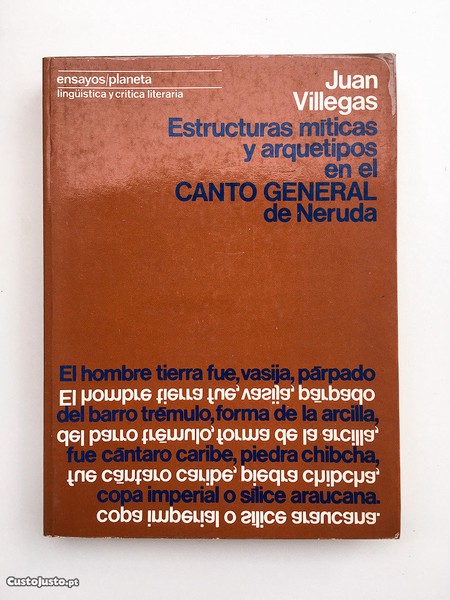 ensayos/planeta
lingüística y crítica literaria
Juan
Villegas
Estructuras míticas
y arquetipos
en el
CANTO GENERAL
de Neruda
El hombre tierra fue, vasija, párpado
El hombre tierra fue, vasija, párpado
del barro trémulo, forma de la arcilla,
del barro trémulo, forma de la arcilla,
fue cántaro caribe, piedra chibcha,
fue cántaro caribe, piedra chibcha,
copa imperial o sílice araucana.
copa imperial o sílice araucana.
CustoJusto.pt